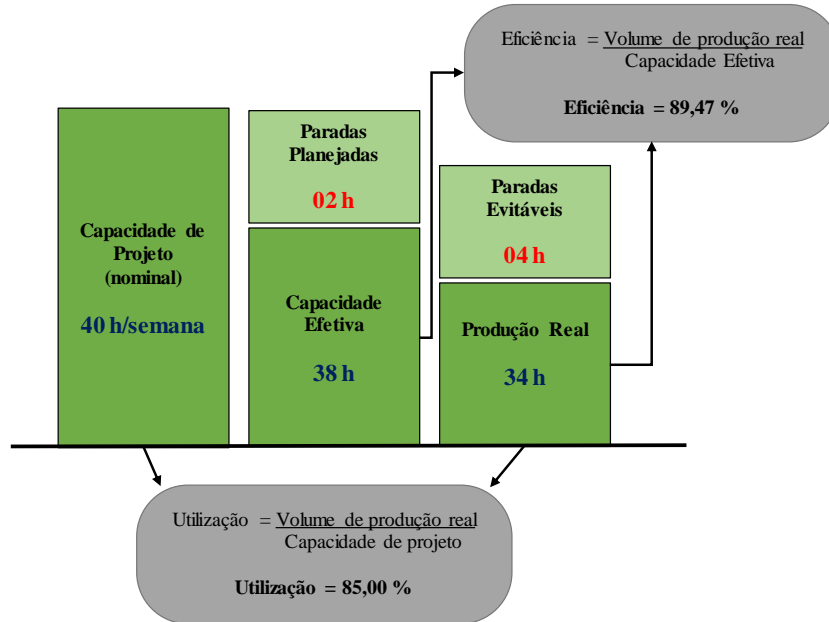 Eficiência = Volume de produção real
Capacidade Efetiva
Eficiência = 89,47 %
Paradas
Planejadas
02 h
Paradas
Evitáveis
04 h
Capacidade de
Projeto
(nominal)
40 h/semana
Capacidade
Efetiva
38 h
Produção Real
34 h
Utilização = Volume de produção real
Capacidade de projeto
Utilização = 85,00 %